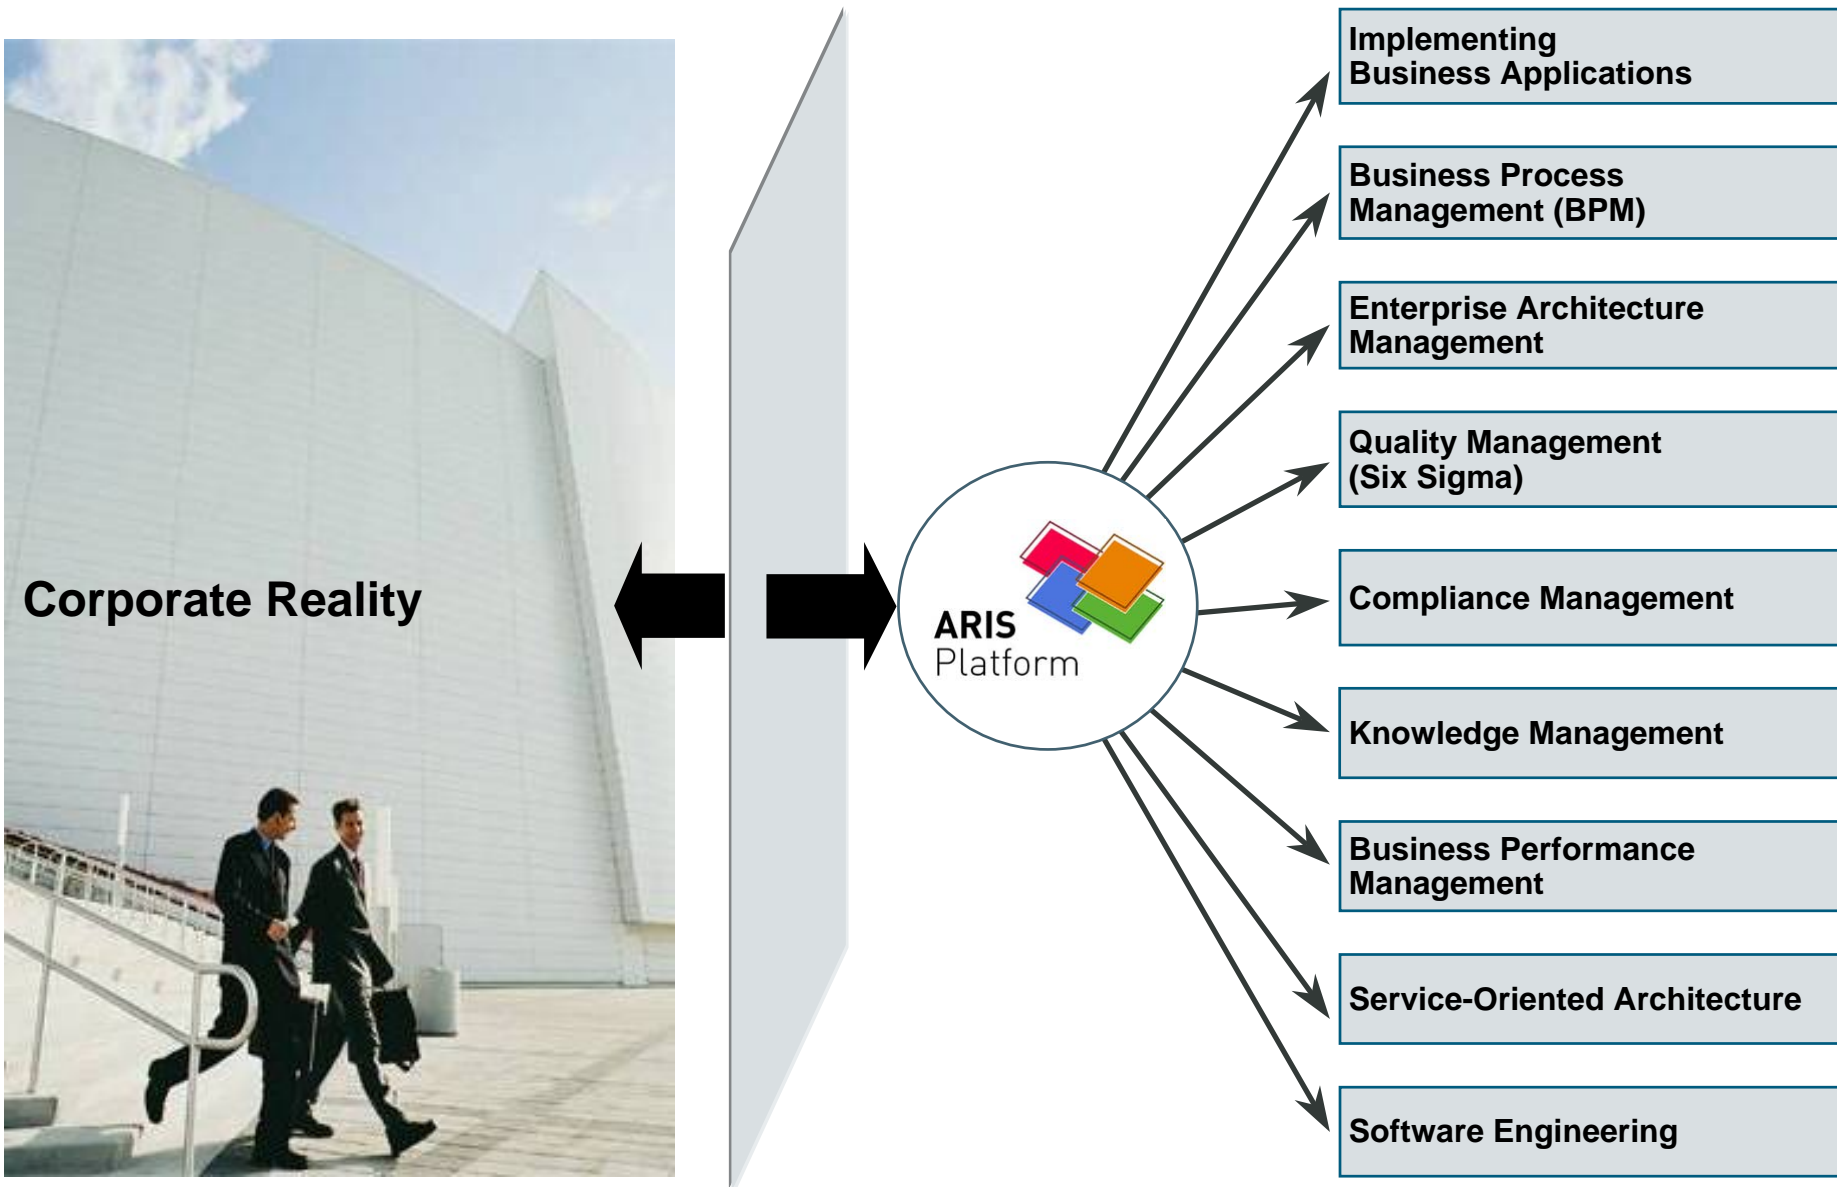 Corporate Reality
ARIS
Platform
Implementing
Business Applications
Business Process
Management (BPM)
Enterprise Architecture
Management
Quality Management
(Six Sigma)
Compliance Management
Knowledge Management
Business Performance
Management
Service-Oriented Architecture
Software Engineering